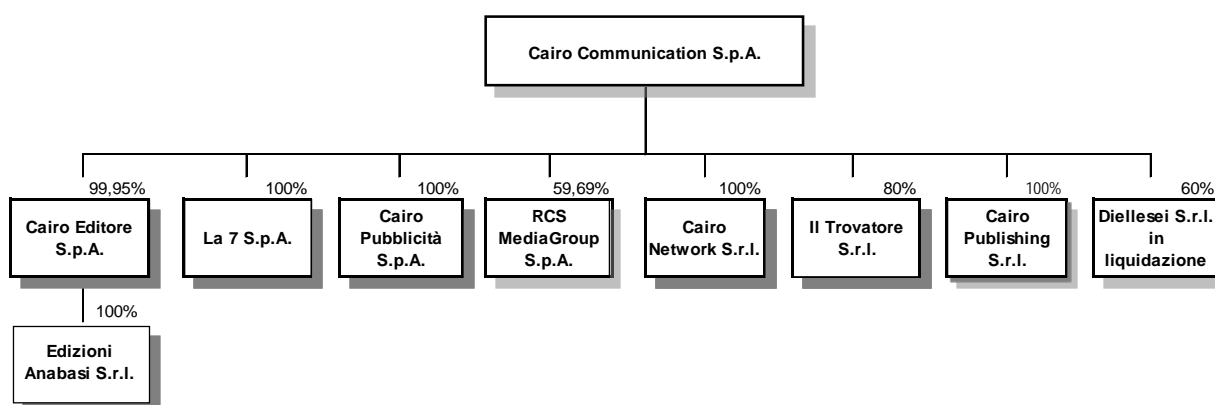 Cairo Communication S.p.A.
99,95%
100%
100%
59,69%
100%
80%
100%
60%
Cairo Editore
S.p.A.
La 7 S.p.A.
Cairo
Pubblicità
S.p.A.
RCS
MediaGroup
S.p.A.
Cairo
Network S.r.l.
Il Trovatore
S.r.l.
Cairo
Publishing
S.r.l.
Diellesei S.r.l.
in
liquidazione
100%
Edizioni
Anabasi S.r.l.